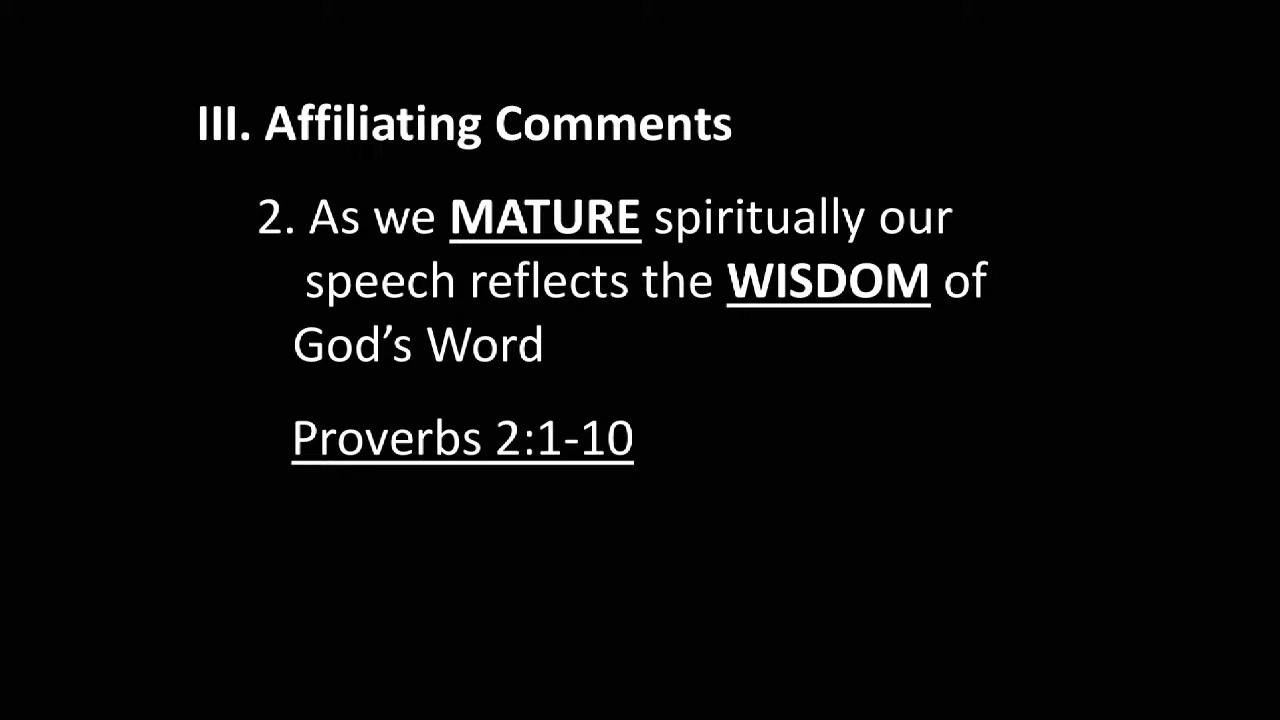 III. Affiliating Comments
2. As we MATURE spiritually our
speech reflects the WISDOM of
God’s Word
Proverbs 2:1-10